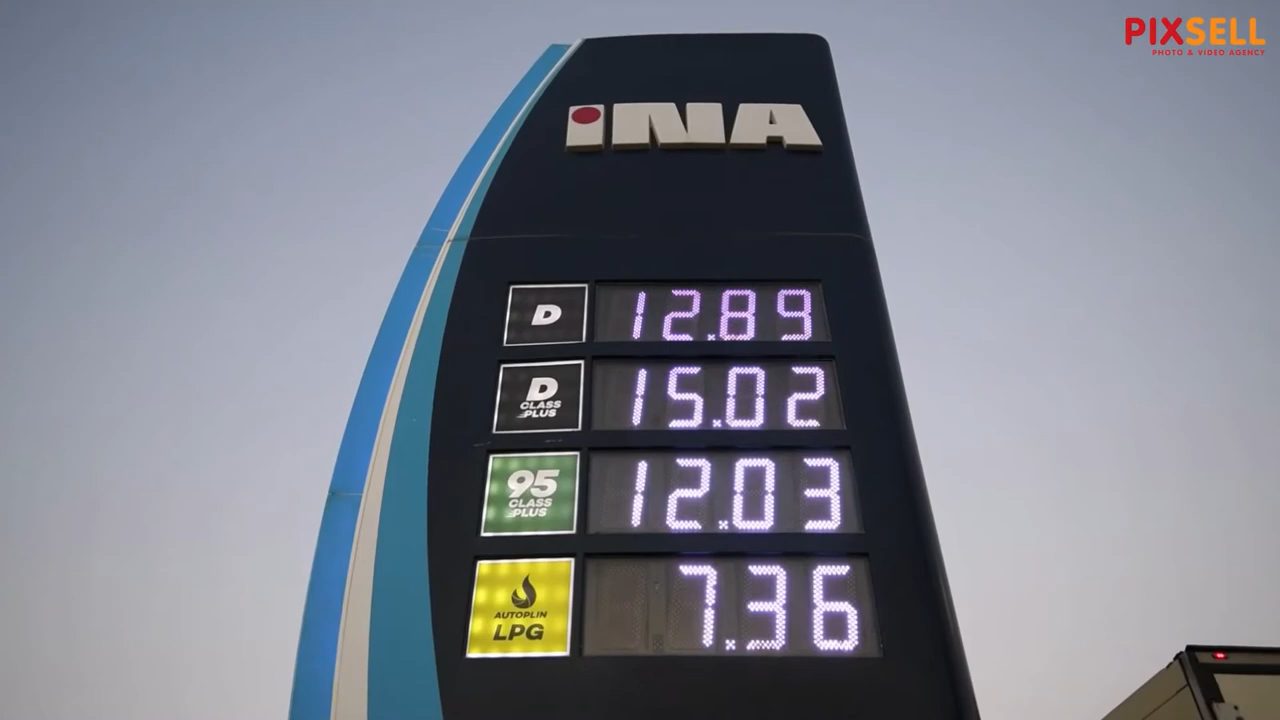 PIXSELL
PHOTO & VIDEO AGENCY
iNA
D 12.89
D CLASS PLUS 15.02
95 CLASS PLUS 12.03
AUTOPLIN LPG 7.36